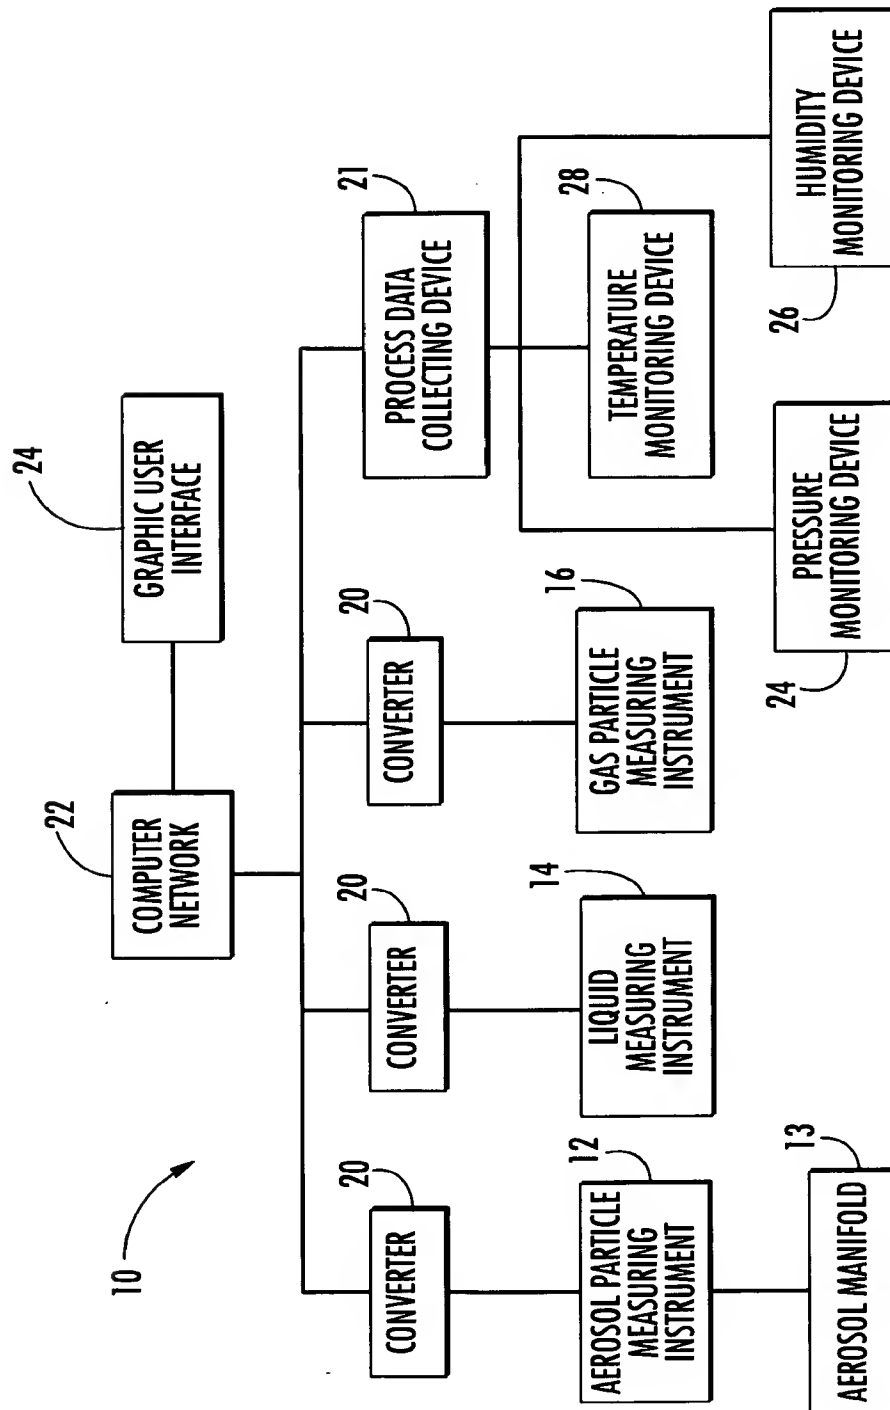 10
22
COMPUTER
NETWORK
24
GRAPHIC USER
INTERFACE
20
CONVERTER
20
CONVERTER
20
CONVERTER
21
PROCESS DATA
COLLECTING DEVICE
12
AEROSOL PARTICLE
MEASURING
INSTRUMENT
14
LIQUID
MEASURING
INSTRUMENT
16
GAS PARTICLE
MEASURING
INSTRUMENT
28
TEMPERATURE
MONITORING DEVICE
13
AEROSOL MANIFOLD
24
PRESSURE
MONITORING DEVICE
26
HUMIDITY
MONITORING DEVICE